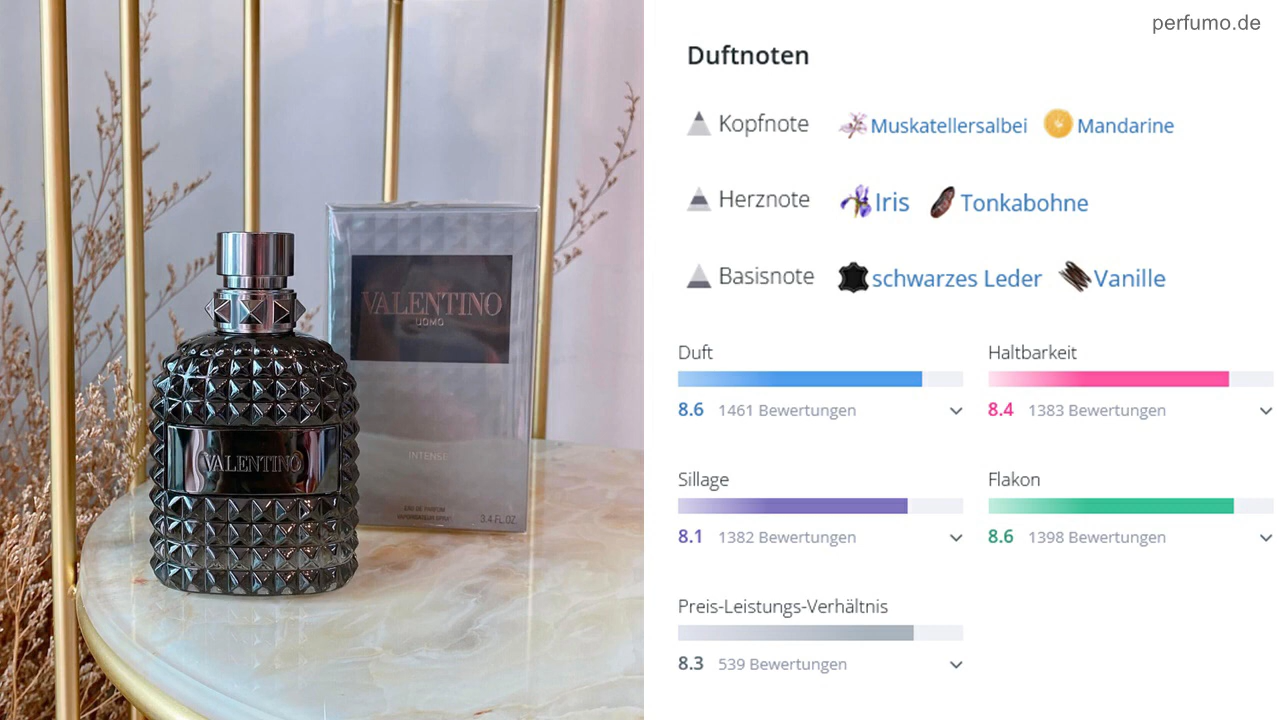 VALENTINO
UOMO
INTENSE
EAU DE PARFUM
VAPORISATEUR SPRAY
3.4 FL.OZ
VALENTINO
perfumo.de
Duftnoten
Kopfnote Muskatellersalbei Mandarine
Herznote Iris Tonkabohne
Basisnote schwarzes Leder Vanille
Duft
8.6 1461 Bewertungen
Haltbarkeit
8.4 1383 Bewertungen
Sillage
8.1 1382 Bewertungen
Flakon
8.6 1398 Bewertungen
Preis-Leistungs-Verhältnis
8.3 539 Bewertungen